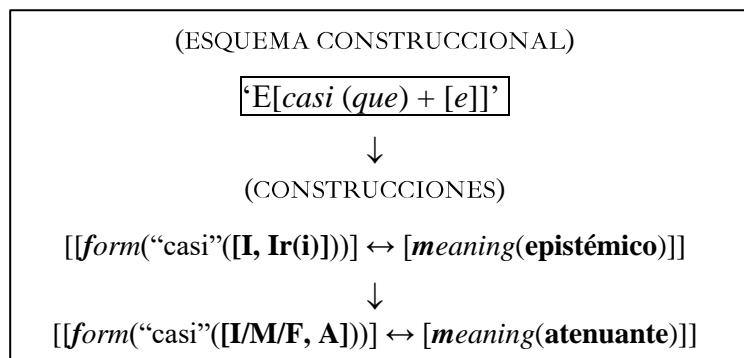 (ESQUEMA CONSTRUCCIONAL)
‘E[casi (que) + [e]]’
↓
(CONSTRUCCIONES)
[[form(“casi”([I, Ir(i)]))] ↔ [meaning(epistémico)]]
↓
[[form(“casi”([I/M/F, A]))] ↔ [meaning(atenuante)]]